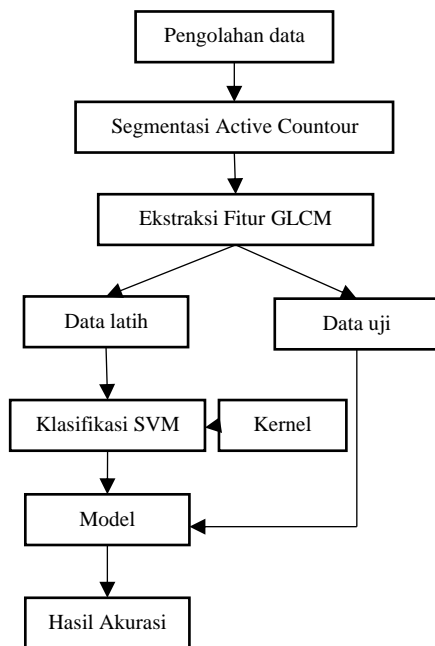 Pengolahan data
Segmentasi Active Countour
Ekstraksi Fitur GLCM
Data latih
Data uji
Klasifikasi SVM
Kernel
Model
Hasil Akurasi